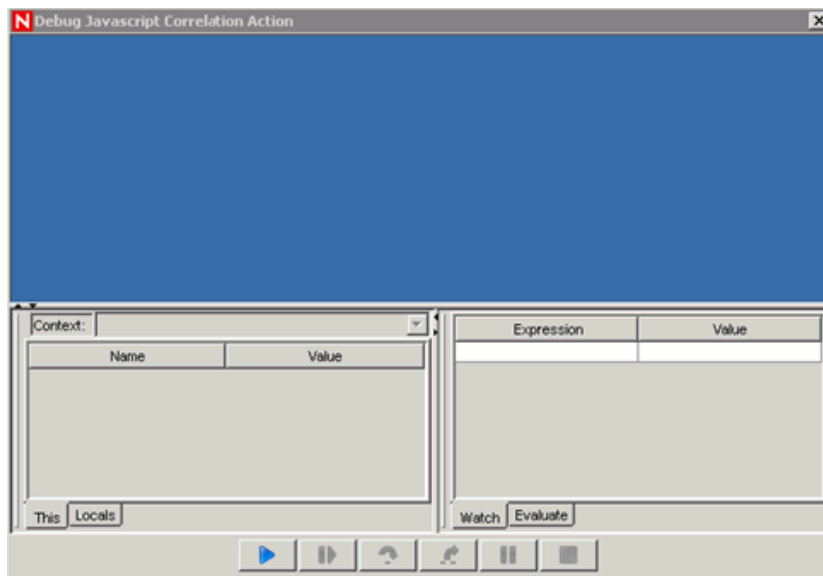 N Debug Javascript Correlation Action
Context:
Name Value
This Locals
Expression Value
Watch Evaluate